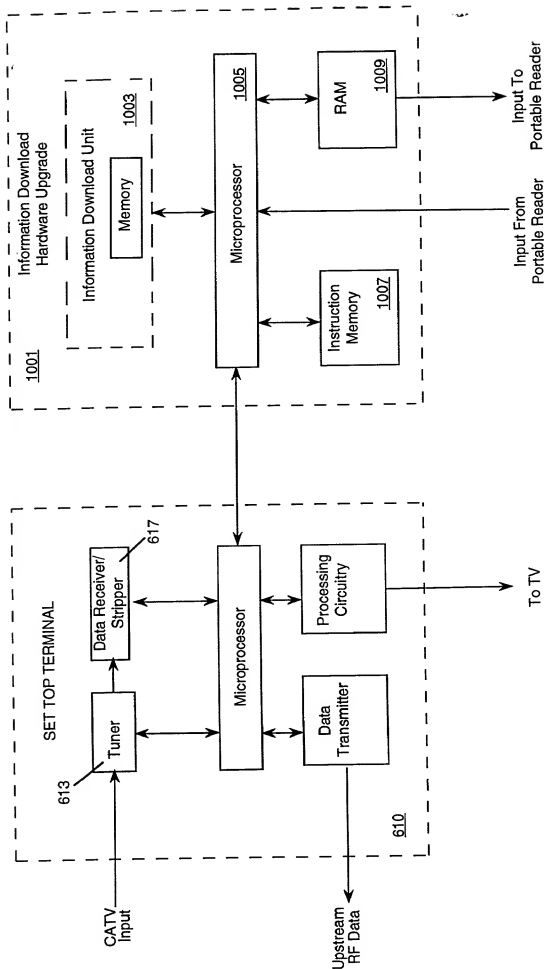 CATV
Input
Upstream
RF Data
SET TOP TERMINAL
613
Tuner
Data Receiver/
Stripper
617
Microprocessor
Data
Transmitter
Processing
Circuitry
610
To TV
1001
Information Download
Hardware Upgrade
Information Download Unit
1003
Memory
Microprocessor
1005
Instruction
Memory
1007
RAM
1009
Input From
Portable Reader
Input To
Portable Reader